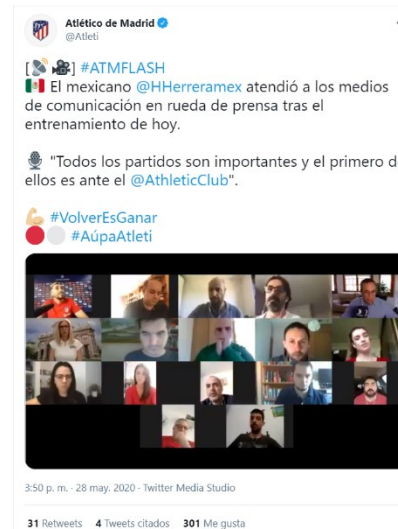 Atlético de Madrid
@Atleti
[📡 🎥] #ATMFLASH
🇲🇽 El mexicano @HHerreramex atendió a los medios
de comunicación en rueda de prensa tras el
entrenamiento de hoy.
🎙 "Todos los partidos son importantes y el primero d
ellos es ante el @AthleticClub".
💪🏼 #VolverEsGanar
🔴⚪ #AúpaAtleti
3:50 p. m. · 28 may. 2020 · Twitter Media Studio
31 Retweets 4 Tweets citados 301 Me gusta